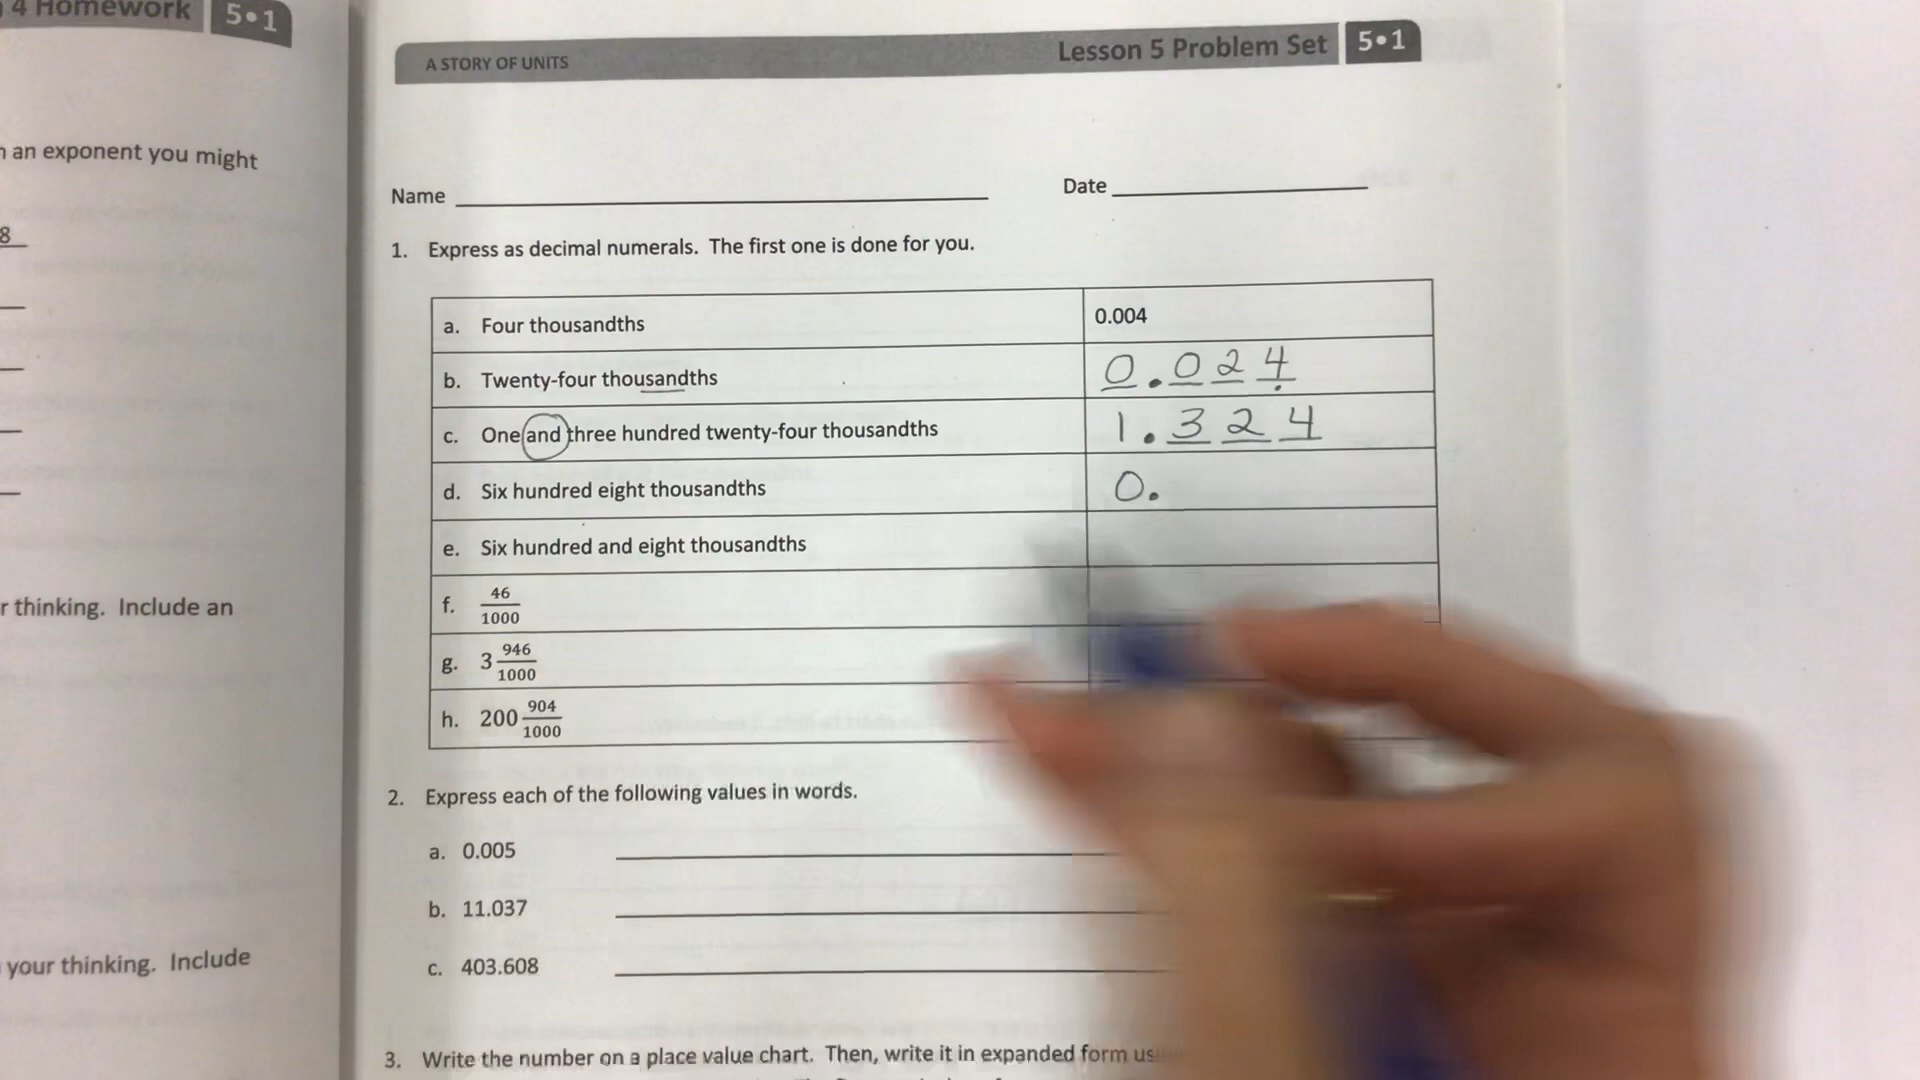 4 Homework 5•1
an exponent you might
8
r thinking. Include an
your thinking. Include
A STORY OF UNITS Lesson 5 Problem Set 5•1
Name Date
1. Express as decimal numerals. The first one is done for you.
a. Four thousandths 0.004
b. Twenty-four thousandths 0.024
c. One and three hundred twenty-four thousandths 1.324
d. Six hundred eight thousandths 0.
e. Six hundred and eight thousandths
f. 46/1000
g. 3 946/1000
h. 200 904/1000
2. Express each of the following values in words.
a. 0.005
b. 11.037
c. 403.608
3. Write the number on a place value chart. Then, write it in expanded form us